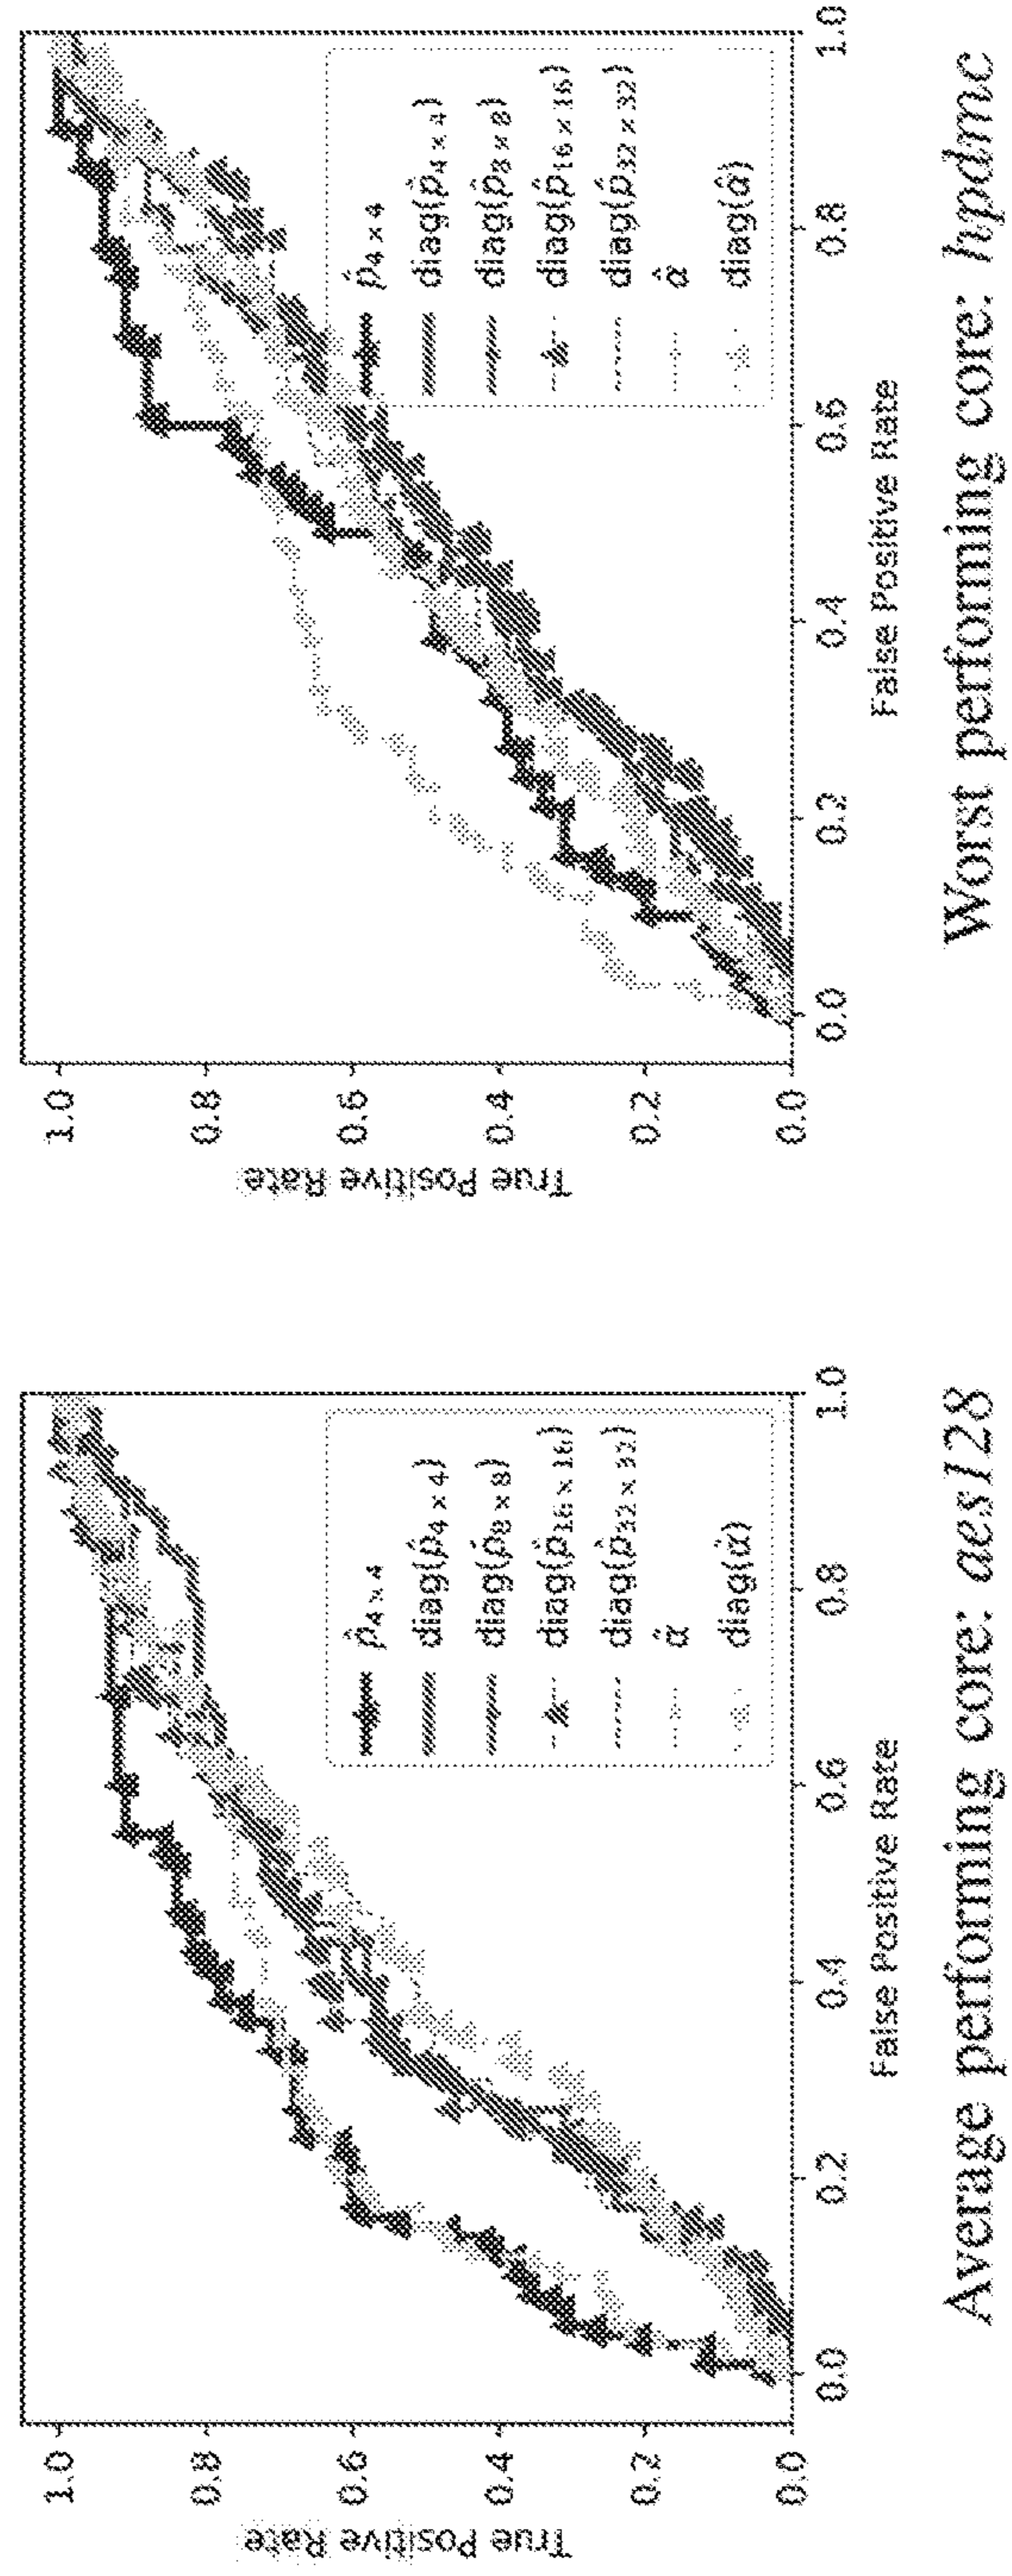 True Positive Rate
1.0
0.8
0.6
0.4
0.2
0.0
p̂4 × 4
diag(p̂4 × 4)
diag(p̂8 × 8)
diag(p̂16 × 16)
diag(p̂32 × 32)
α̂
diag(α̂)
0.0 0.2 0.4 0.6 0.8 1.0
False Positive Rate
Average performing core: aes128
True Positive Rate
1.0
0.8
0.6
0.4
0.2
0.0
p̂4 × 4
diag(p̂4 × 4)
diag(p̂8 × 8)
diag(p̂16 × 16)
diag(p̂32 × 32)
α̂
diag(α̂)
0.0 0.2 0.4 0.6 0.8 1.0
False Positive Rate
Worst performing core: hpdmc